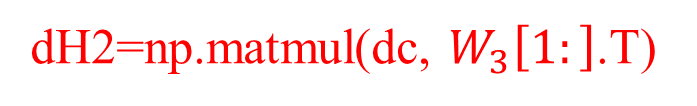 dH2=np.matmul(dc, W₃[1:].T)